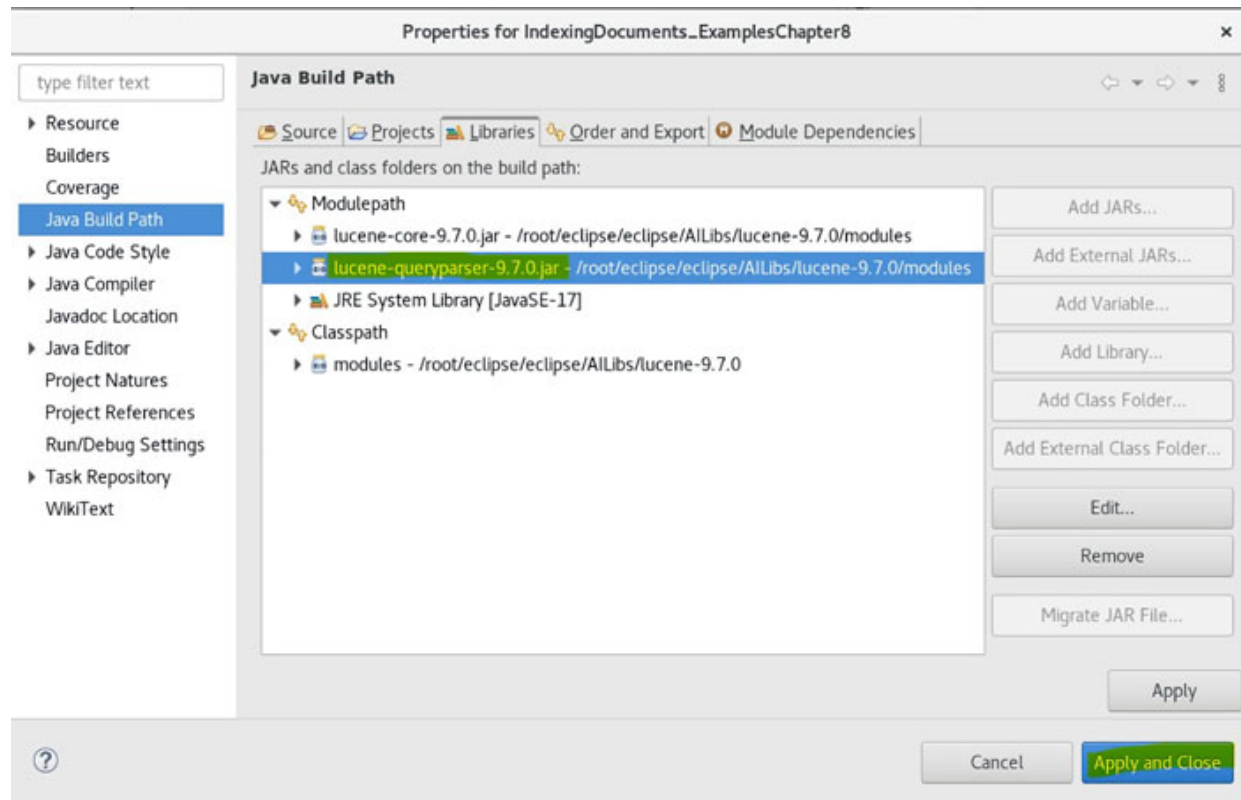 Properties for IndexingDocuments_ExamplesChapter8
type filter text
Resource
Builders
Coverage
Java Build Path
Java Code Style
Java Compiler
Javadoc Location
Java Editor
Project Natures
Project References
Run/Debug Settings
Task Repository
WikiText
Java Build Path
Source Projects Libraries Order and Export Module Dependencies
JARs and class folders on the build path:
Modulepath
lucene-core-9.7.0.jar - /root/eclipse/eclipse/AILibs/lucene-9.7.0/modules
lucene-queryparser-9.7.0.jar - /root/eclipse/eclipse/AILibs/lucene-9.7.0/modules
JRE System Library [JavaSE-17]
Classpath
modules - /root/eclipse/eclipse/AILibs/lucene-9.7.0
Add JARs...
Add External JARs...
Add Variable...
Add Library...
Add Class Folder...
Add External Class Folder...
Edit...
Remove
Migrate JAR File...
Apply
Cancel Apply and Close